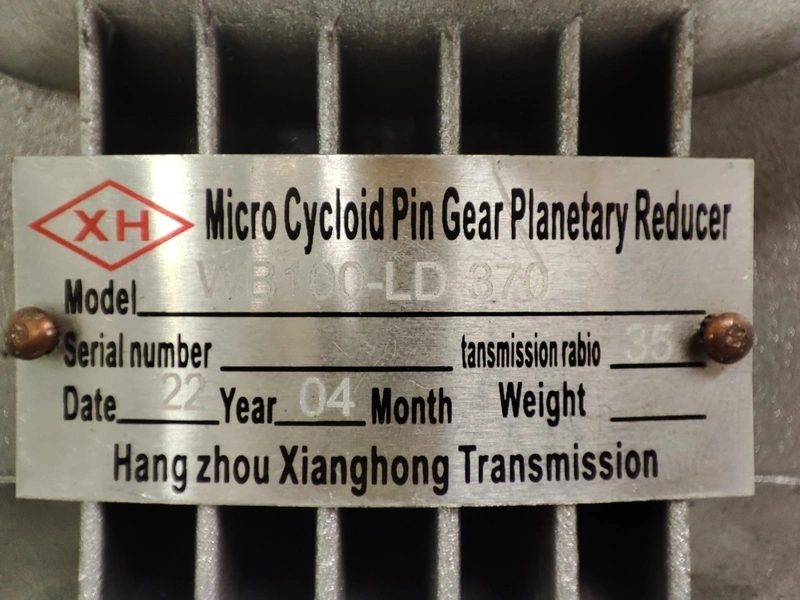 XH Micro Cycloid Pin Gear Planetary Reducer
Model WB100-LD 370
Serial number tansmission rabio 35
Date 22 Year 04 Month Weight
Hang zhou Xianghong Transmission